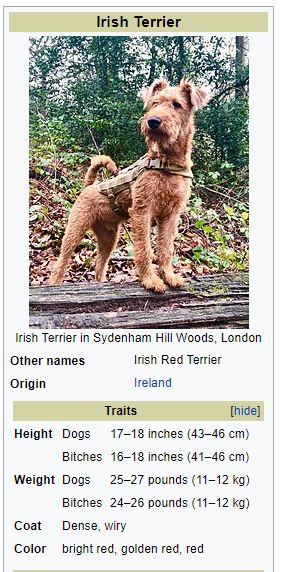 Irish Terrier
Irish Terrier in Sydenham Hill Woods, London
Other names Irish Red Terrier
Origin Ireland
Traits [hide]
Height Dogs 17–18 inches (43–46 cm)
Bitches 16–18 inches (41–46 cm)
Weight Dogs 25–27 pounds (11–12 kg)
Bitches 24–26 pounds (11–12 kg)
Coat Dense, wiry
Color bright red, golden red, red